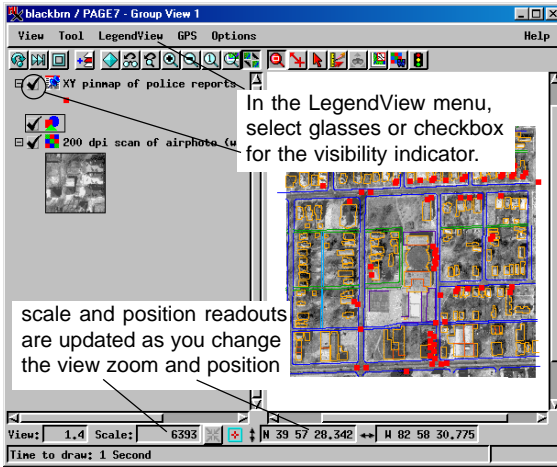 blackbrn / PAGE7 - Group View 1
View Tool LegendView GPS Options Help
XY pinmap of police reports
In the LegendView menu,
select glasses or checkbox
for the visibility indicator.
200 dpi scan of airphoto (w
scale and position readouts
are updated as you change
the view zoom and position
View: 1.4 Scale: 6393 N 39 57 28.342 W 82 58 30.775
Time to draw: 1 Second